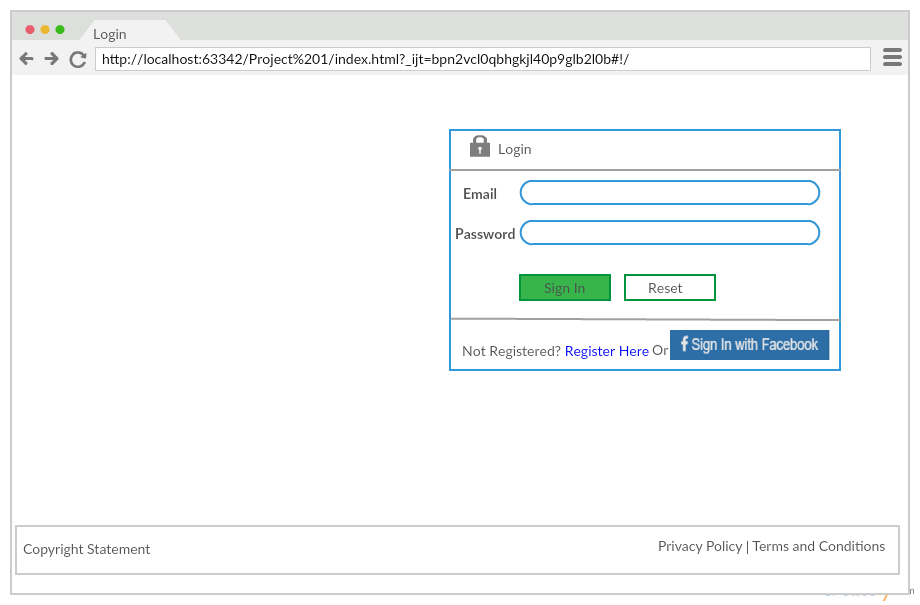 Login
http://localhost:63342/Project%201/index.html?_ijt=bpn2vcl0qbhgkjl40p9glb2l0b#!/
Login
Email
Password
Sign In Reset
Not Registered? Register Here Or f Sign In with Facebook
Copyright Statement Privacy Policy | Terms and Conditions